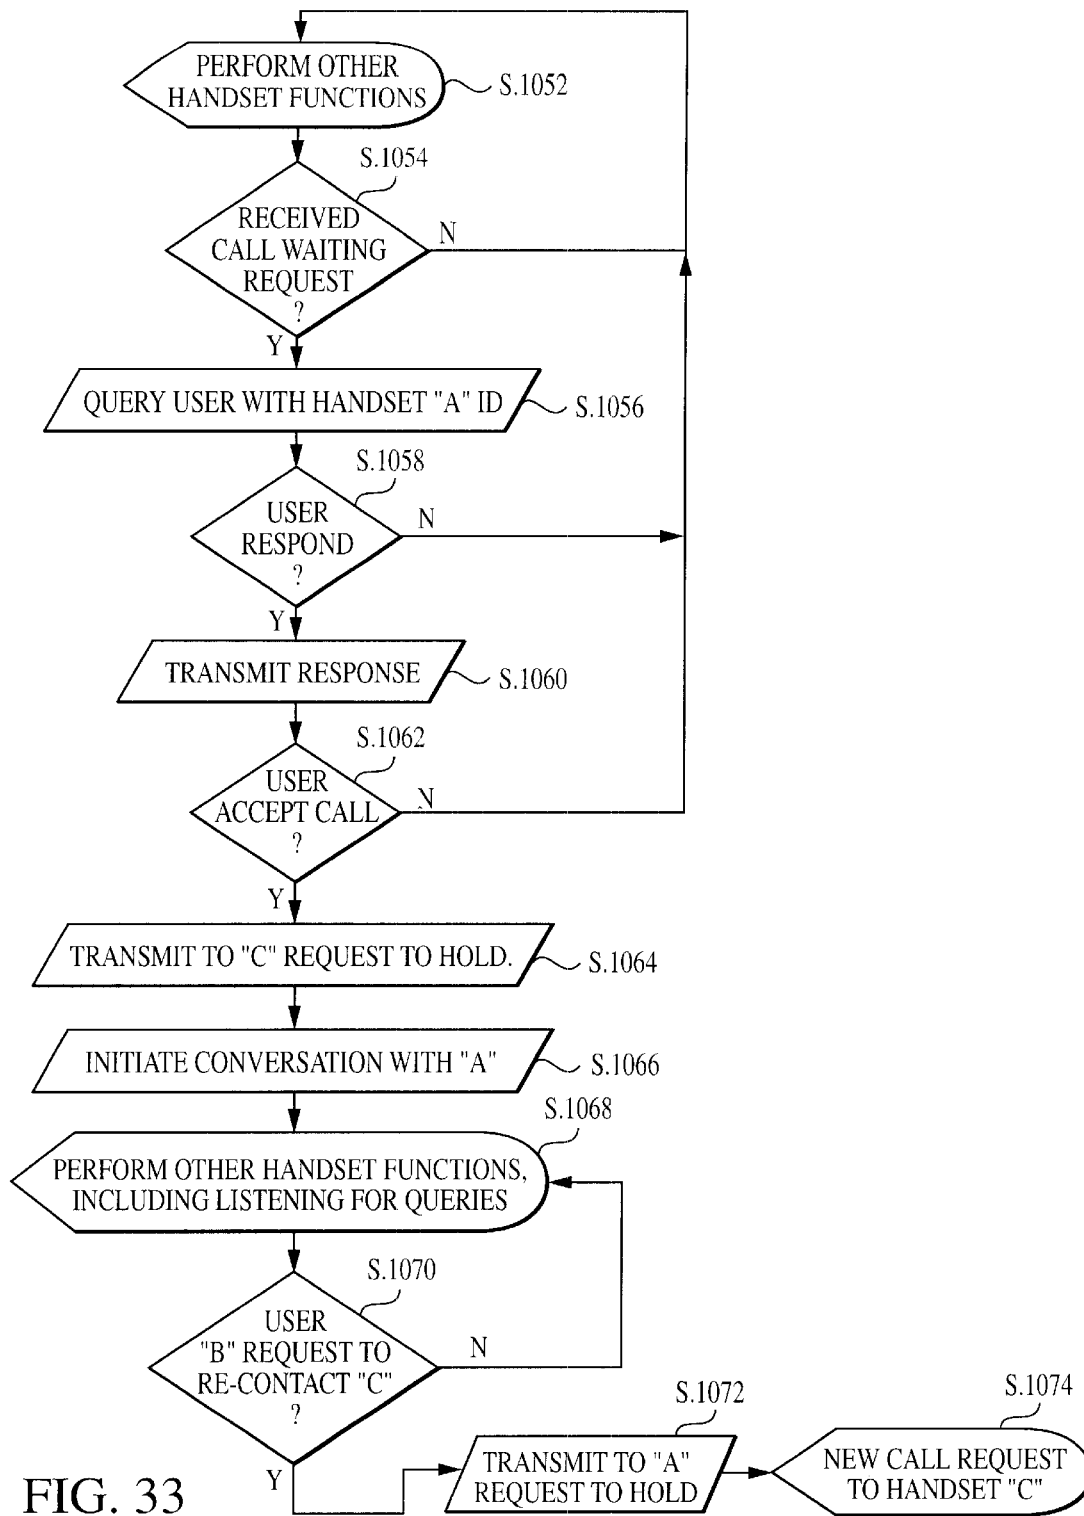 PERFORM OTHER
HANDSET FUNCTIONS
S.1052
S.1054
RECEIVED
CALL WAITING
REQUEST
?
N
Y
QUERY USER WITH HANDSET "A" ID
S.1056
S.1058
USER
RESPOND
?
N
Y
TRANSMIT RESPONSE
S.1060
S.1062
USER
ACCEPT CALL
?
N
Y
TRANSMIT TO "C" REQUEST TO HOLD.
S.1064
INITIATE CONVERSATION WITH "A"
S.1066
S.1068
PERFORM OTHER HANDSET FUNCTIONS,
INCLUDING LISTENING FOR QUERIES
S.1070
USER
"B" REQUEST TO
RE-CONTACT "C"
?
N
Y
S.1072
TRANSMIT TO "A"
REQUEST TO HOLD
S.1074
NEW CALL REQUEST
TO HANDSET "C"
FIG. 33